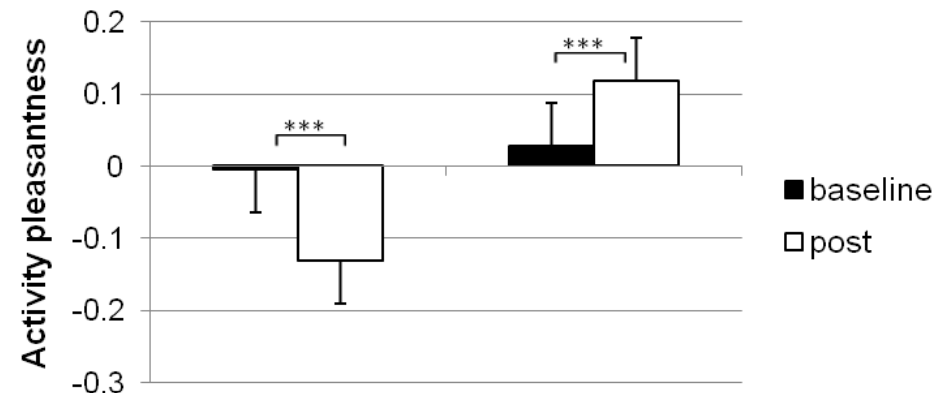 Activity pleasantness
0.2
0.1
0
-0.1
-0.2
-0.3
***
***
baseline
post